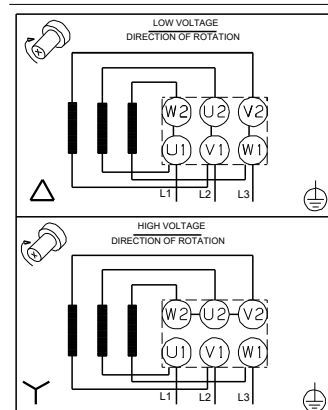 LOW VOLTAGE
DIRECTION OF ROTATION
W2 U2 V2
U1 V1 W1
L1 L2 L3
HIGH VOLTAGE
DIRECTION OF ROTATION
W2 U2 V2
U1 V1 W1
L1 L2 L3